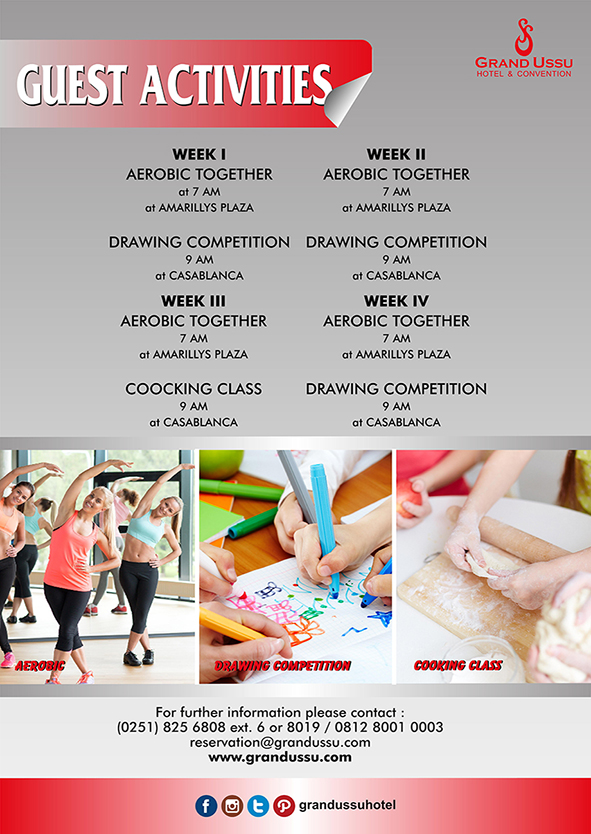 GRAND USSU
HOTEL & CONVENTION
GUEST ACTIVITIES
WEEK I
AEROBIC TOGETHER
at 7 AM
at AMARILLYS PLAZA
DRAWING COMPETITION
9 AM
at CASABLANCA
WEEK II
AEROBIC TOGETHER
7 AM
at AMARILLYS PLAZA
DRAWING COMPETITION
9 AM
at CASABLANCA
WEEK III
AEROBIC TOGETHER
7 AM
at AMARILLYS PLAZA
COOCKING CLASS
9 AM
at CASABLANCA
WEEK IV
AEROBIC TOGETHER
7 AM
at AMARILLYS PLAZA
DRAWING COMPETITION
9 AM
at CASABLANCA
AEROBIC
DRAWING COMPETITION
COOKING CLASS
For further information please contact :
(0251) 825 6808 ext. 6 or 8019 / 0812 8001 0003
reservation@grandussu.com
www.grandussu.com
grandussuhotel